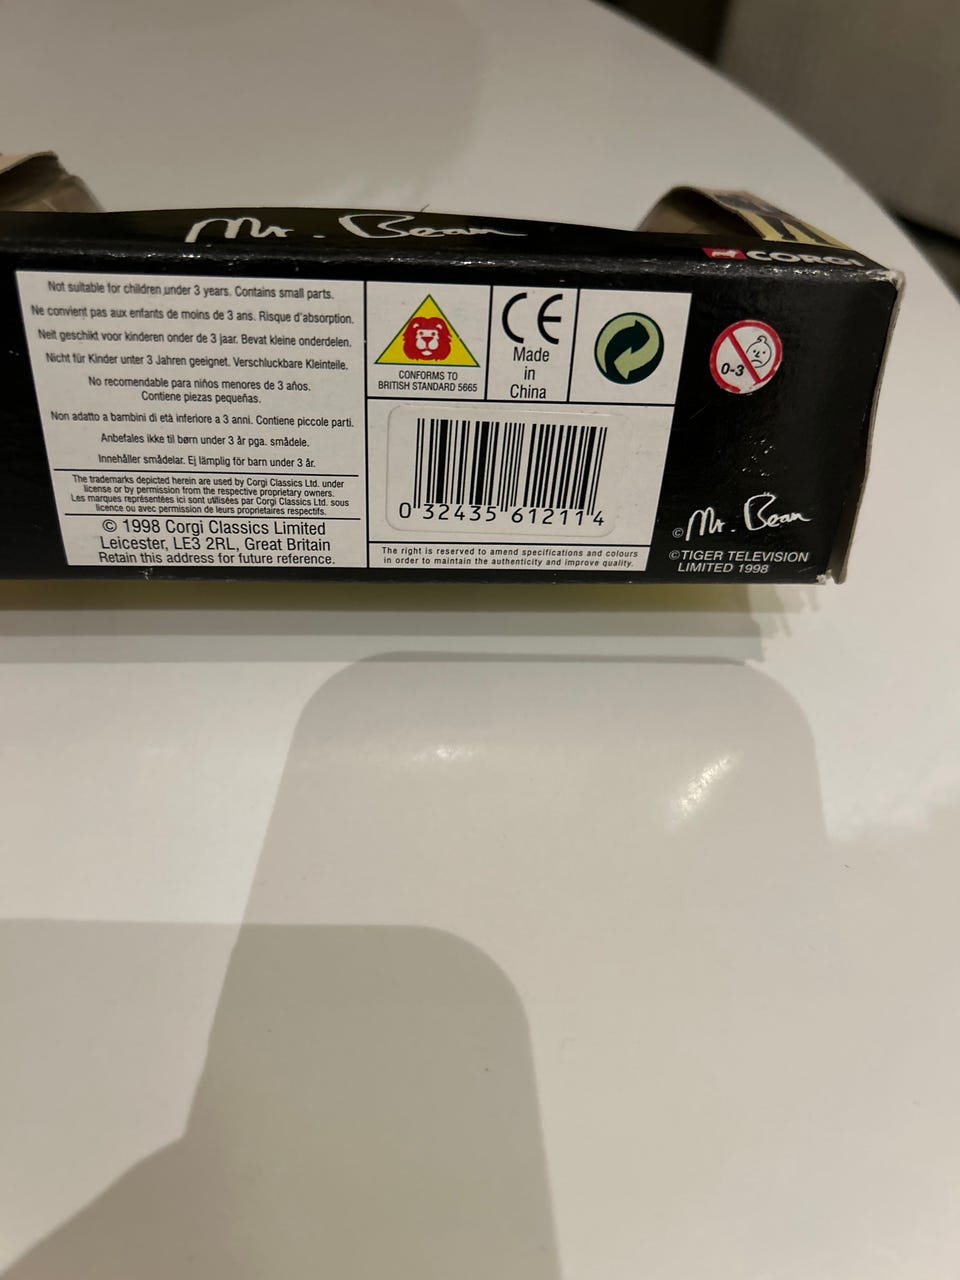 Mr. Bean
CORGI
Not suitable for children under 3 years. Contains small parts.
Ne convient pas aux enfants de moins de 3 ans. Risque d'absorption.
Neit geschikt voor kinderen onder de 3 jaar. Bevat kleine onderdelen.
Nicht für Kinder unter 3 Jahren geeignet. Verschluckbare Kleinteile.
No recomendable para niños menores de 3 años.
Contiene piezas pequeñas.
Non adatto a bambini di età inferiore a 3 anni. Contiene piccole parti.
Anbefales ikke til børn under 3 år pga. smådele.
Innehåller smådelar. Ej lämplig för barn under 3 år.
The trademarks depicted herein are used by Corgi Classics Ltd. under
license or by permission from the respective proprietary owners.
Les marques représentées ici sont utilisées par Corgi Classics Ltd. sous
licence ou avec permission de leurs proprietaires respectifs.
© 1998 Corgi Classics Limited
Leicester, LE3 2RL, Great Britain
Retain this address for future reference.
CONFORMS TO
BRITISH STANDARD 5665
CE
Made
in
China
0 32435 61211 4
The right is reserved to amend specifications and colours
in order to maintain the authenticity and improve quality.
0-3
© Mr. Bean
©TIGER TELEVISION
LIMITED 1998